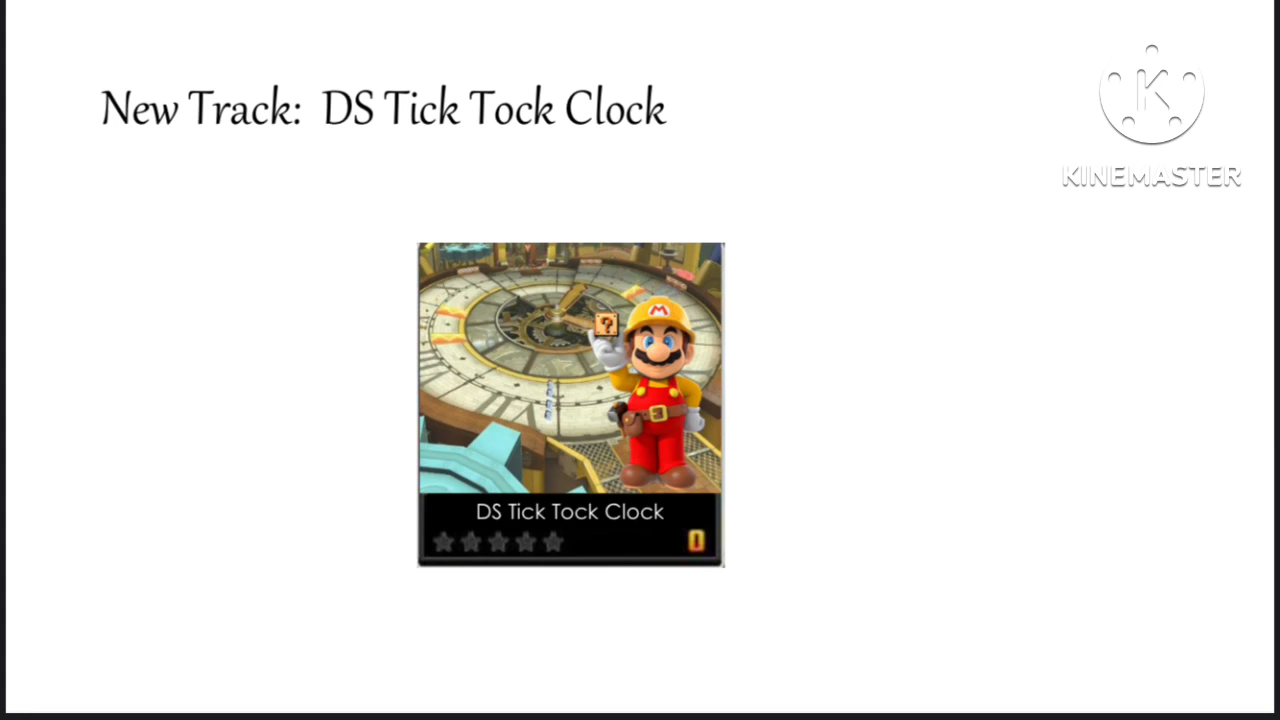 New Track: DS Tick Tock Clock
KINEMASTER
M
?
DS Tick Tock Clock
0